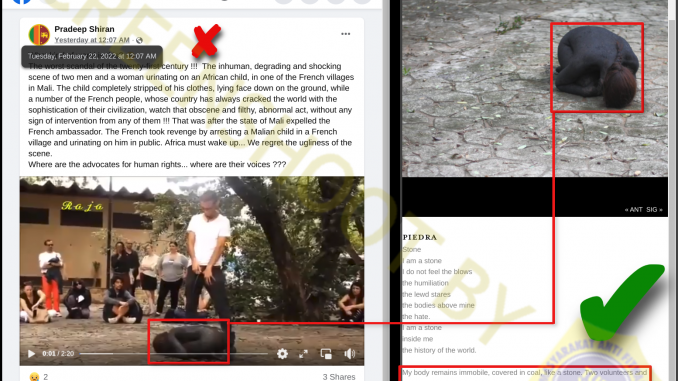 Pradeep Shiran
Yesterday at 12:07 AM ·
Tuesday, February 22, 2022 at 12:07 AM
The worst scandal of the twenty-first century !!! The inhuman, degrading and shocking
scene of two men and a woman urinating on an African child, in one of the French villages
in Mali. The child completely stripped of his clothes, lying face down on the ground, while
a number of the French people, whose country has always cracked the world with the
sophistication of their civilization, watch that obscene and filthy, abnormal act, without any
sign of intervention from any of them !!! That was after the state of Mali expelled the
French ambassador. The French took revenge by arresting a Malian child in a French
village and urinating on him in public. Africa must wake up... We regret the ugliness of the
scene.
Where are the advocates for human rights... where are their voices ???
Raja
0:01 / 2:20
2
3 Shares
« ANT SIG »
PIEDRA
Stone
I am a stone
I do not feel the blows
the humiliation
the lewd stares
the bodies above mine
the hate.
I am a stone
inside me
the history of the world.
My body remains immobile, covered in coal, like a stone. Two volunteers and